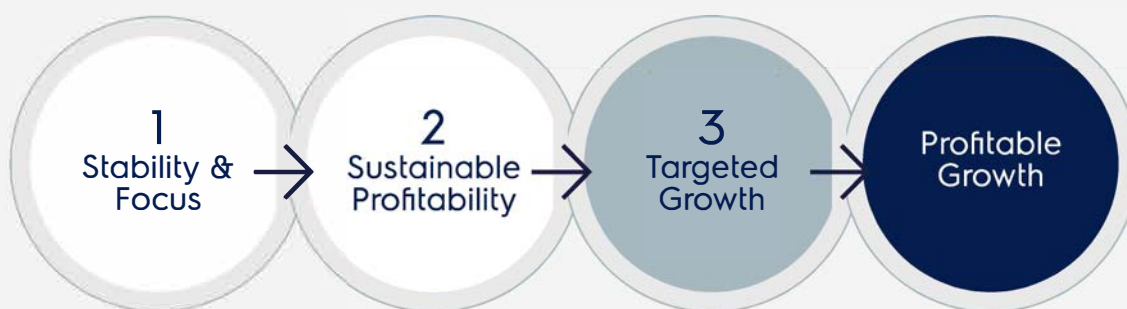 1
Stability &
Focus
2
Sustainable
Profitability
3
Targeted
Growth
Profitable
Growth